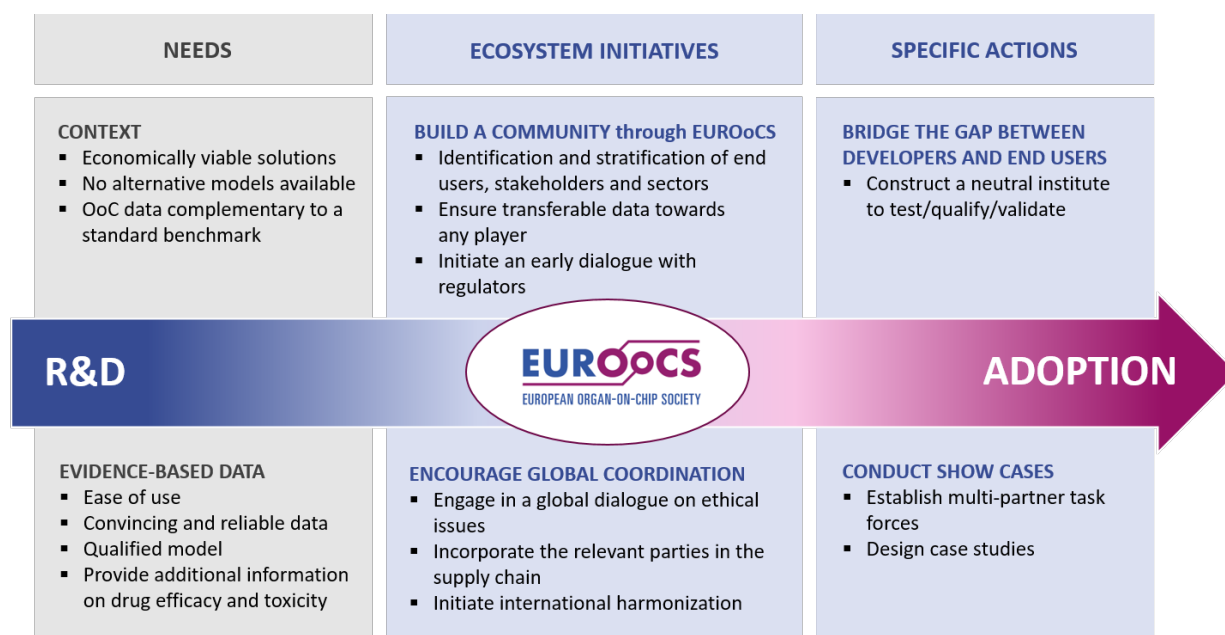 NEEDS
ECOSYSTEM INITIATIVES
SPECIFIC ACTIONS
CONTEXT
▪ Economically viable solutions
▪ No alternative models available
▪ OoC data complementary to a
standard benchmark
BUILD A COMMUNITY through EUROoCS
▪ Identification and stratification of end
users, stakeholders and sectors
▪ Ensure transferable data towards
any player
▪ Initiate an early dialogue with
regulators
BRIDGE THE GAP BETWEEN
DEVELOPERS AND END USERS
▪ Construct a neutral institute
to test/qualify/validate
R&D
EUROoCS
EUROPEAN ORGAN-ON-CHIP SOCIETY
ADOPTION
EVIDENCE-BASED DATA
▪ Ease of use
▪ Convincing and reliable data
▪ Qualified model
▪ Provide additional information
on drug efficacy and toxicity
ENCOURAGE GLOBAL COORDINATION
▪ Engage in a global dialogue on ethical
issues
▪ Incorporate the relevant parties in the
supply chain
▪ Initiate international harmonization
CONDUCT SHOW CASES
▪ Establish multi-partner task
forces
▪ Design case studies